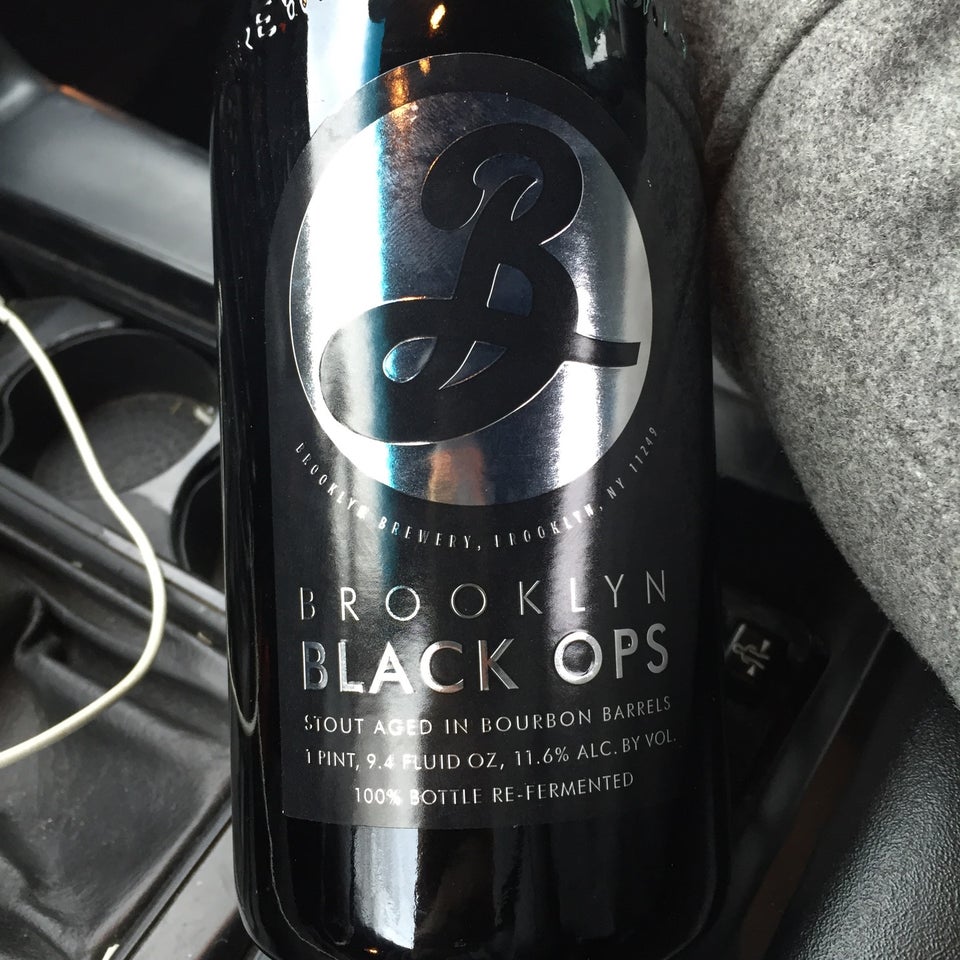 B
BROOKLYN BREWERY, BROOKLYN, NY 11249
BROOKLYN
BLACK OPS
STOUT AGED IN BOURBON BARRELS
1 PINT, 9.4 FLUID OZ, 11.6% ALC. BY VOL.
100% BOTTLE RE-FERMENTED